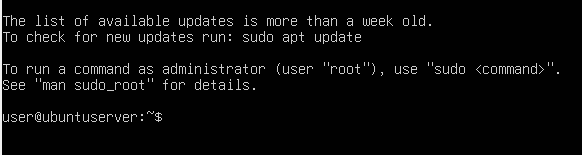 The list of available updates is more than a week old.
To check for new updates run: sudo apt update
To run a command as administrator (user "root"), use "sudo <command>".
See "man sudo_root" for details.
user@ubuntuserver:~$